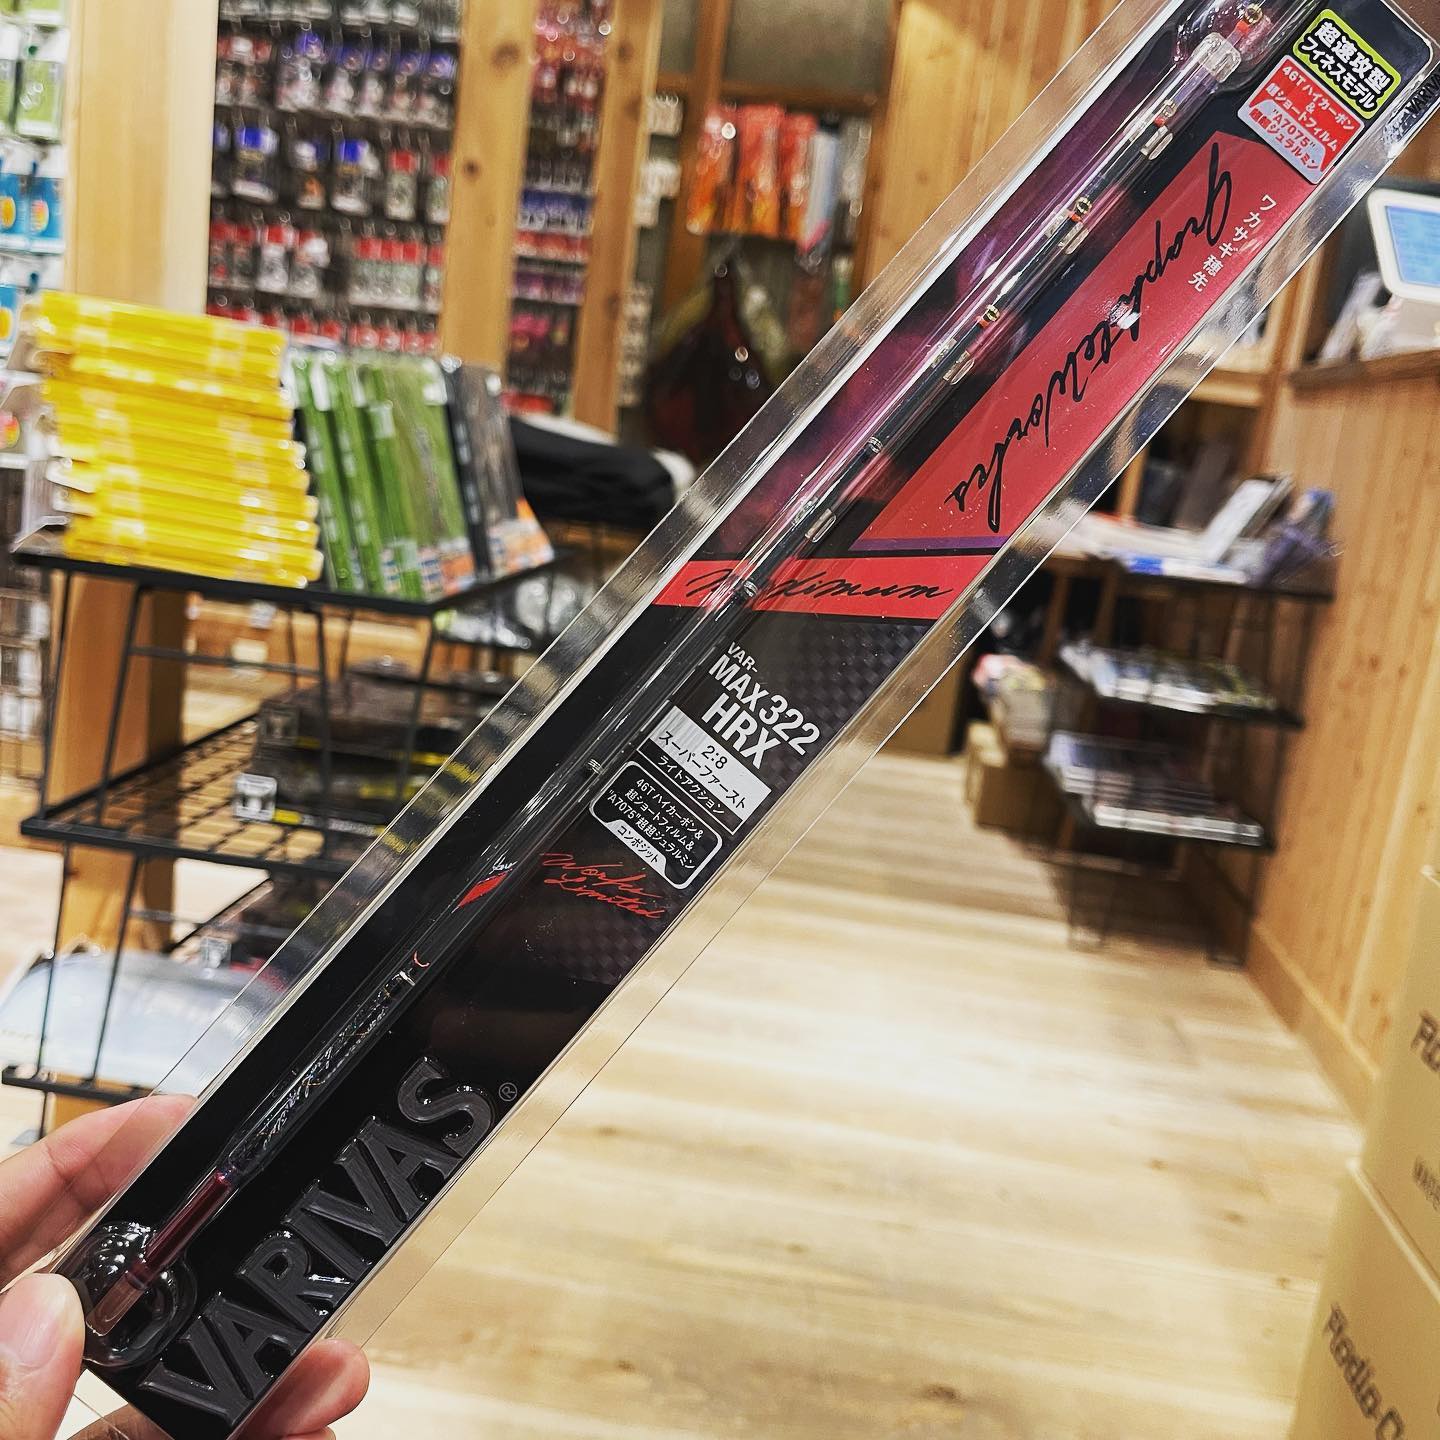 超速攻型
フィネスモデル
46Tハイカーボン
&
超ショートフィルム
"A7075"
超超ジュラルミン
ワカサギ穂先
graphiteWorks
VAR-
MAX322
HRX
2:8
スーパーファースト
ライトアクション
46Tハイカーボン&
超ショートフィルム&
"A7075"超超ジュラルミン
コンポジット
Works
Limited
VARIVAS®